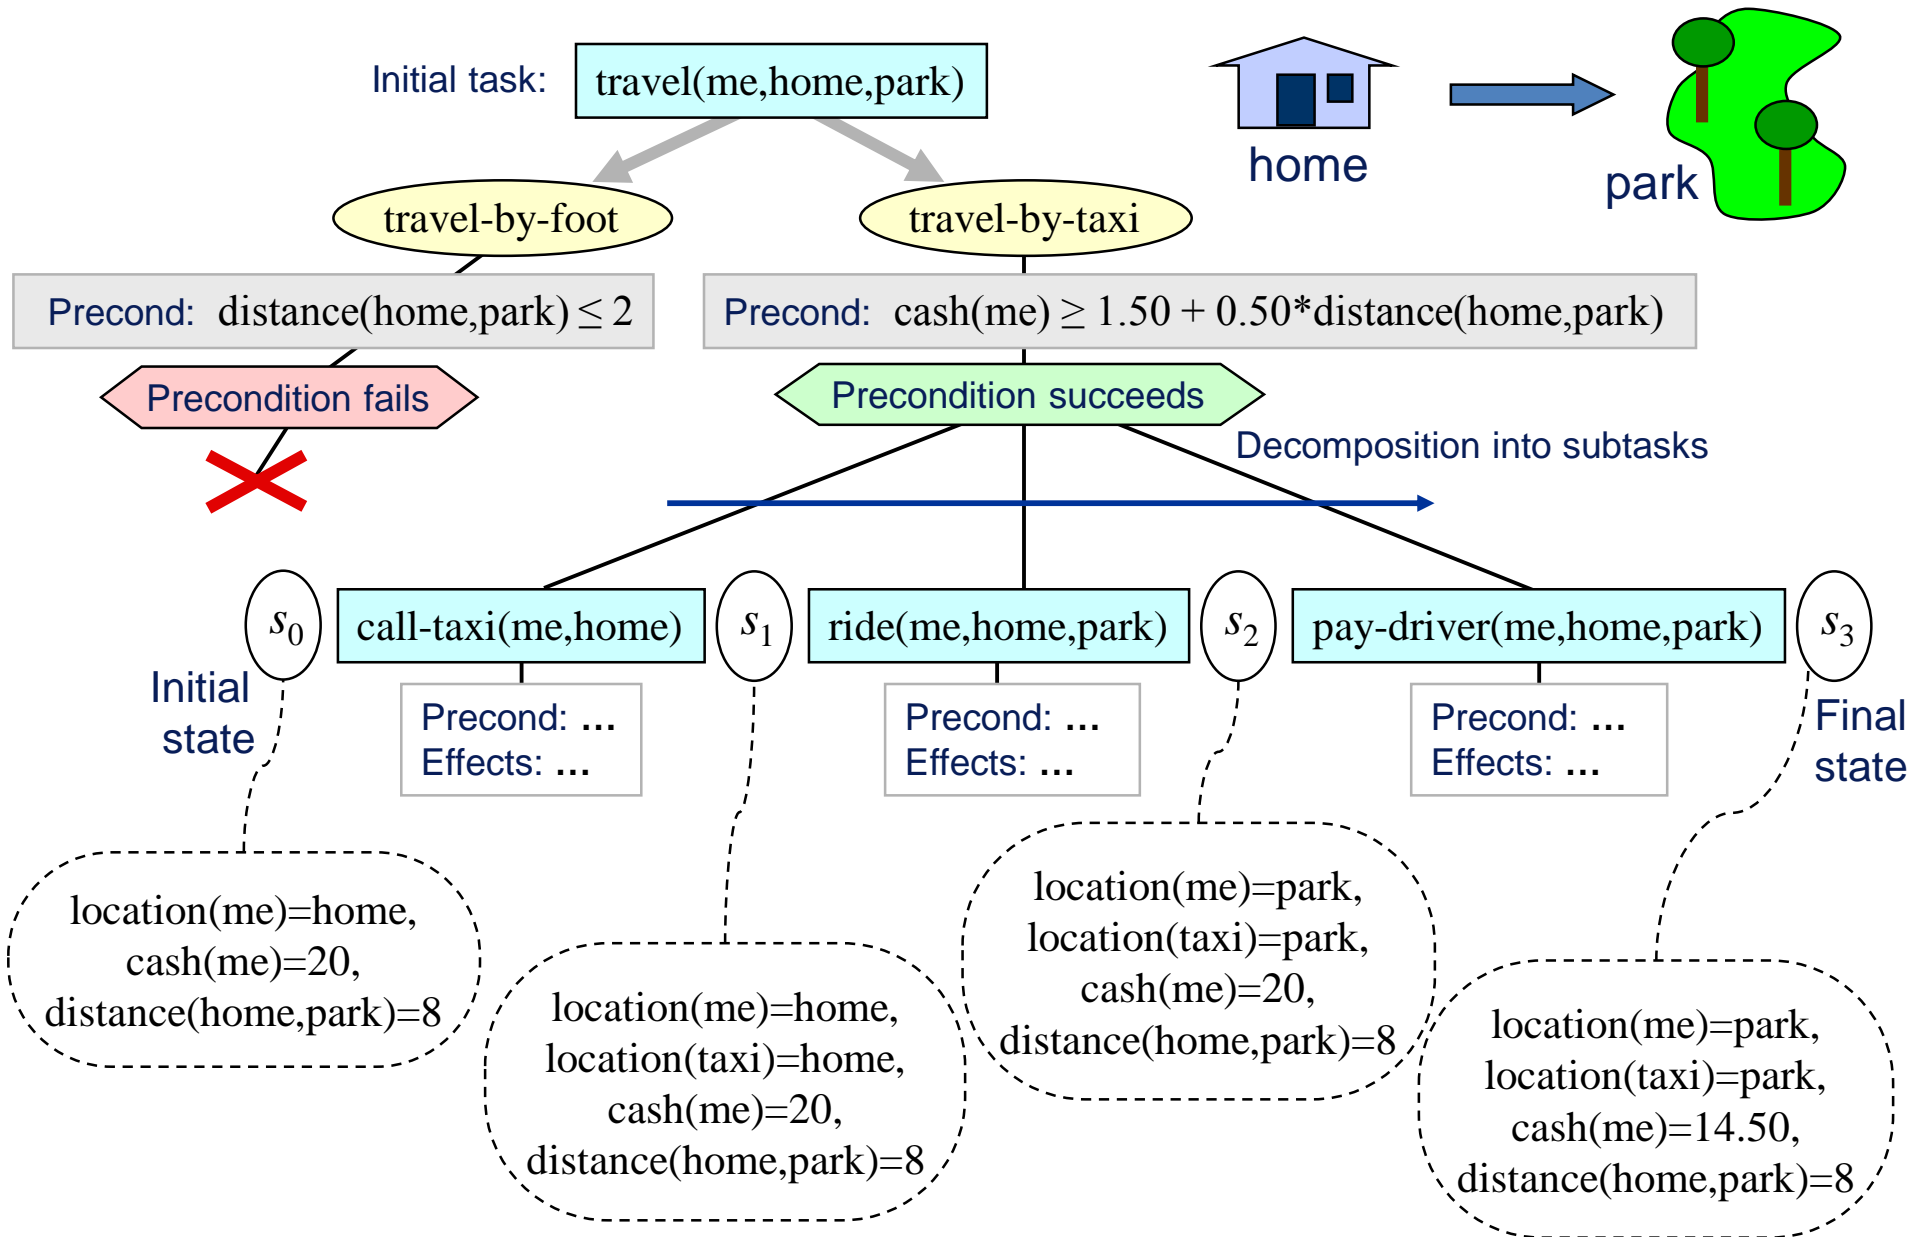 Initial task:
travel(me,home,park)
home
park
travel-by-foot
travel-by-taxi
Precond: distance(home,park) ≤ 2
Precond: cash(me) ≥ 1.50 + 0.50*distance(home,park)
Precondition fails
Precondition succeeds
Decomposition into subtasks
s0
call-taxi(me,home)
s1
ride(me,home,park)
s2
pay-driver(me,home,park)
s3
Initial
state
Precond: ...
Effects: ...
Precond: ...
Effects: ...
Precond: ...
Effects: ...
Final
state
location(me)=home,
cash(me)=20,
distance(home,park)=8
location(me)=home,
location(taxi)=home,
cash(me)=20,
distance(home,park)=8
location(me)=park,
location(taxi)=park,
cash(me)=20,
distance(home,park)=8
location(me)=park,
location(taxi)=park,
cash(me)=14.50,
distance(home,park)=8